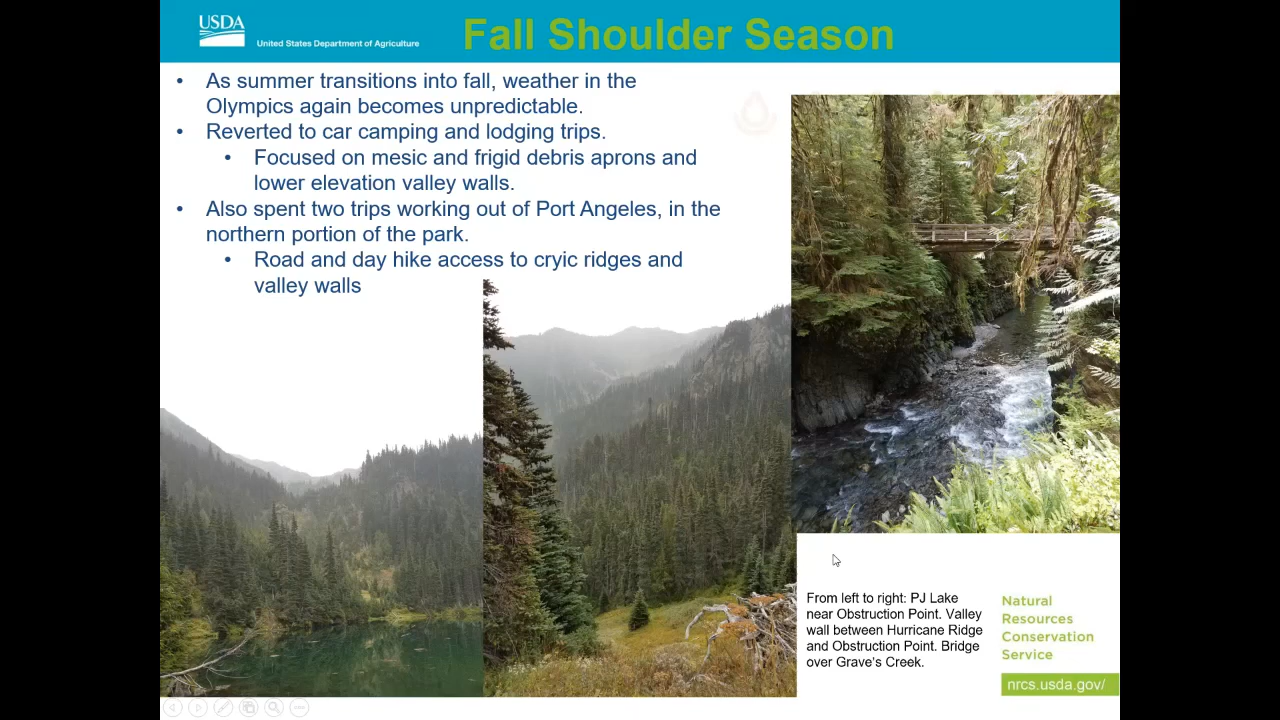 USDA
United States Department of Agriculture
Fall Shoulder Season
• As summer transitions into fall, weather in the
Olympics again becomes unpredictable.
• Reverted to car camping and lodging trips.
• Focused on mesic and frigid debris aprons and
lower elevation valley walls.
• Also spent two trips working out of Port Angeles, in the
northern portion of the park.
• Road and day hike access to cryic ridges and
valley walls
From left to right: PJ Lake
near Obstruction Point. Valley
wall between Hurricane Ridge
and Obstruction Point. Bridge
over Grave's Creek.
Natural
Resources
Conservation
Service
nrcs.usda.gov/